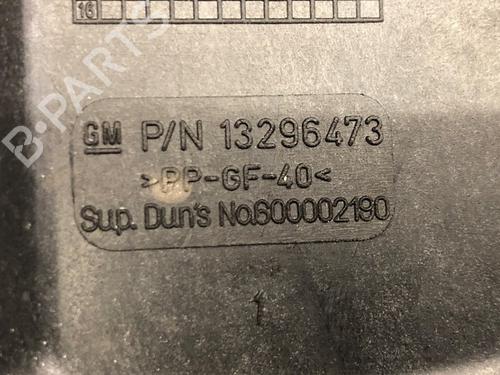 16
B-PARTS
GM P/N 13296473
>PP-GF-40<
Sup. Dun's No.600002190
1